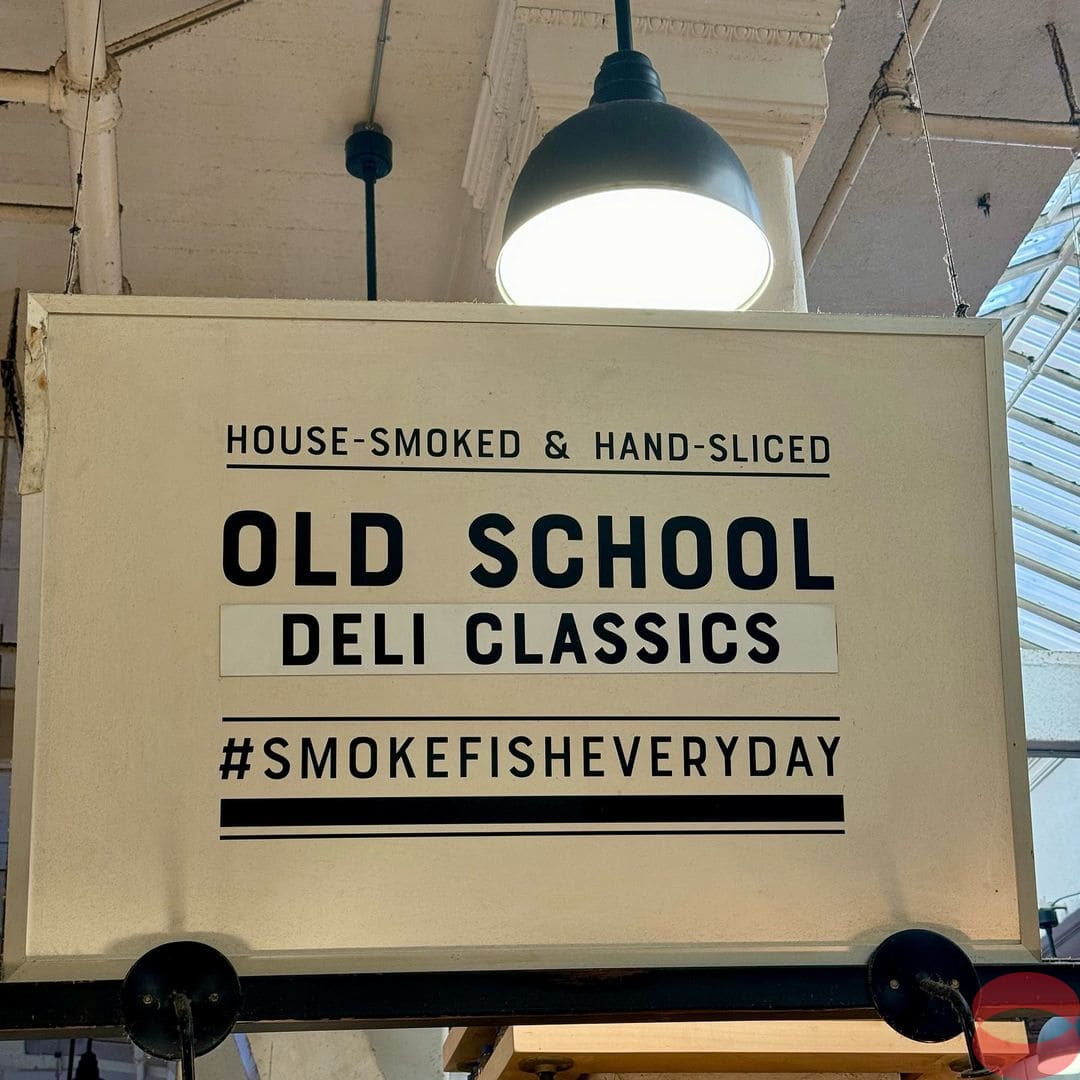 HOUSE-SMOKED & HAND-SLICED
OLD SCHOOL
DELI CLASSICS
#SMOKEFISHEVERYDAY